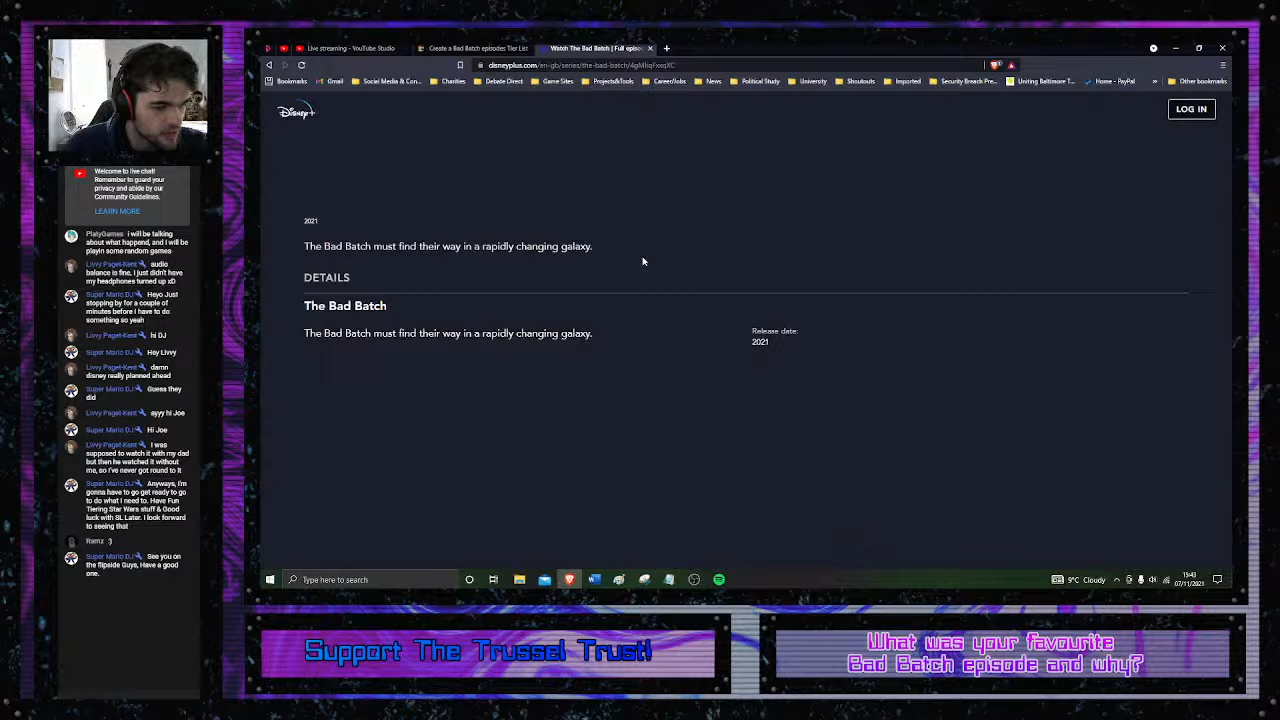 Live streaming - YouTube Studio
Create a Bad Batch episodes Tier List
Watch The Bad Batch | Full episo
disneyplus.com/en-gb/series/the-bad-batch/4gMliqFxxqXC
Bookmarks
Gmail
Social Media & Con...
Charities
Debate Direct
Game Sites
Projects&Tools
Career/Jobs
News
Political Study
University
Shoutouts
Imported
Security Breach Pre...
Uniting Baltimore T...
Home - PayPal
Other bookmarks
Disney+
LOG IN
2021
The Bad Batch must find their way in a rapidly changing galaxy.
DETAILS
The Bad Batch
The Bad Batch must find their way in a rapidly changing galaxy.
Release date:
2021
Welcome to live chat!
Remember to guard your
privacy and abide by our
Community Guidelines.
LEARN MORE
PlatyGames i will be talking
about what happend, and I will be
playin some random games
Livvy Paget-Kent audio
balance is fine, I just didn't have
my headphones turned up xD
Super Mario DJ Heyo Just
stopping by for a couple of
minutes before I have to do
something so yeah
Livvy Paget-Kent hi DJ
Super Mario DJ Hey Livvy
Livvy Paget-Kent damn
disney really planned ahead
Super Mario DJ Guess they
did
Livvy Paget-Kent ayyy hi Joe
Super Mario DJ Hi Joe
Livvy Paget-Kent I was
supposed to watch it with my dad
but then he watched it without
me, so I've never got round to it
Super Mario DJ Anyways, I'm
gonna have to go get ready to go
to do what I need to. Have Fun
Tiering Star Wars stuff & Good
luck with SL Later. I look forward
to seeing that
Ramz :)
Super Mario DJ See you on
the flipside Guys, Have a good
one.
Type here to search
9°C Cloudy
15:43
07/11/2021
Support The Trussel Trust!
What was your favourite
Bad Batch episode and why?